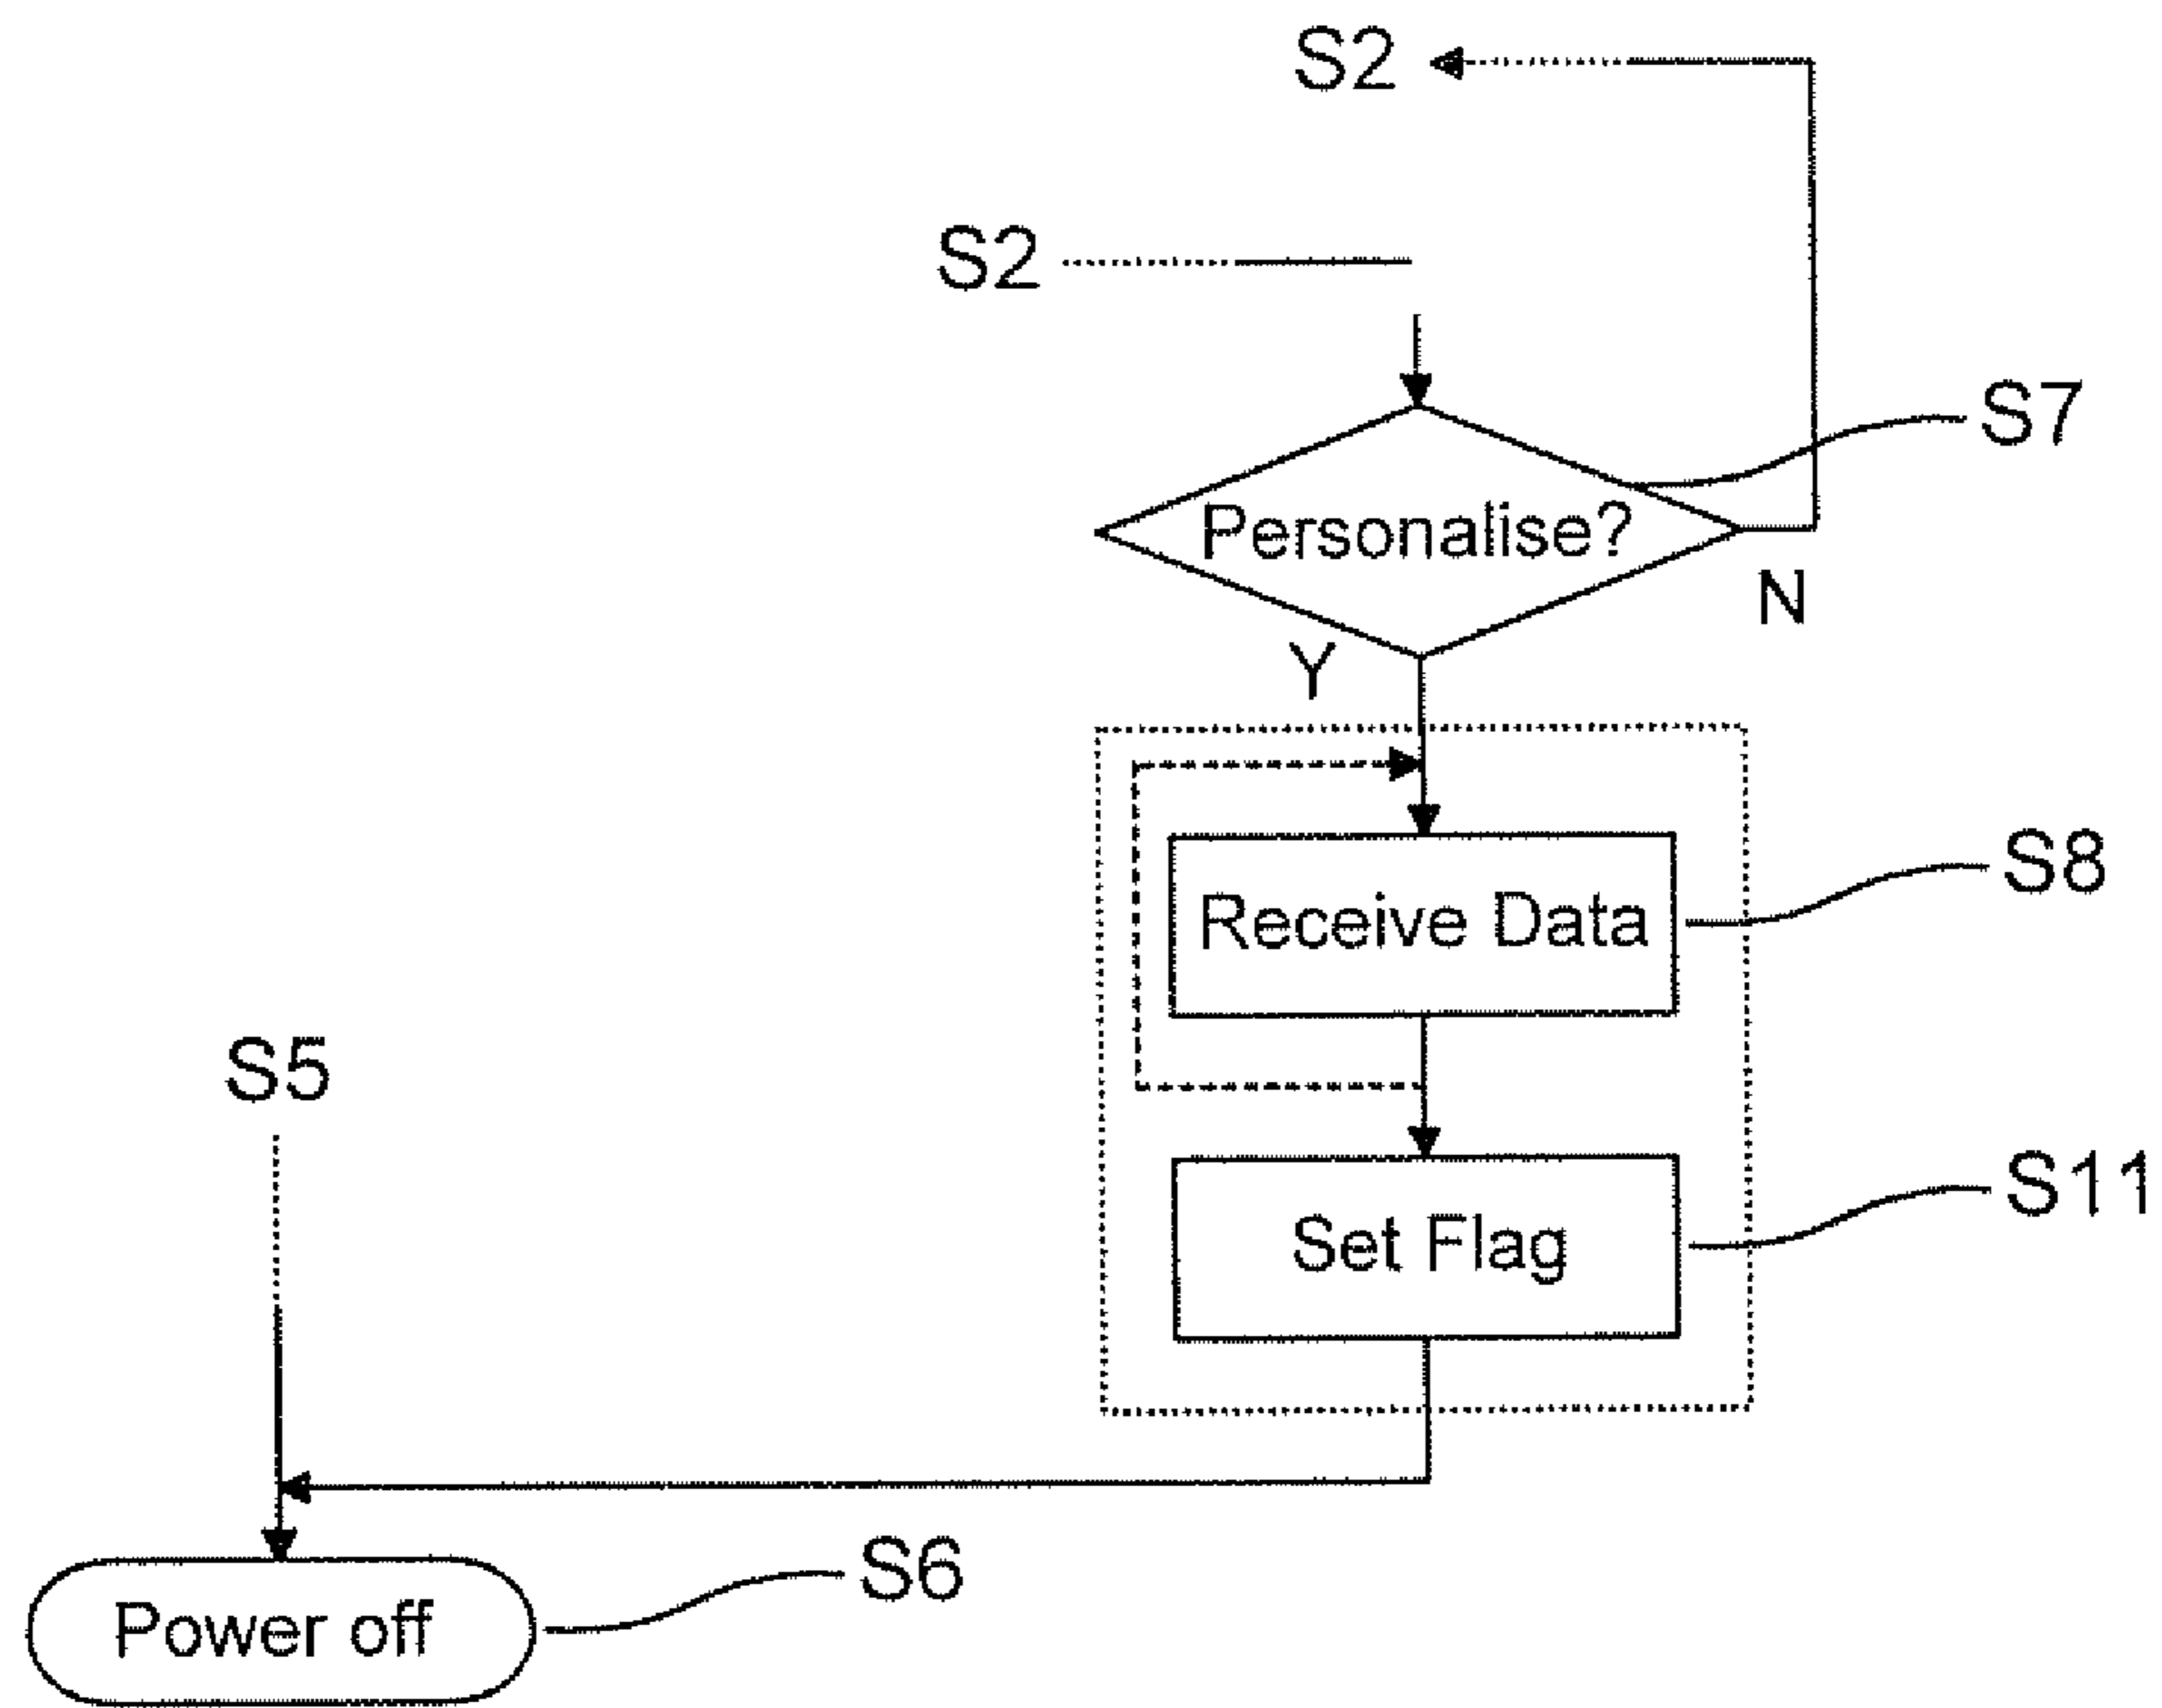 S2
S2
S7
Personalise?
N
Y
S8
Receive Data
S5
S11
Set Flag
S6
Power off